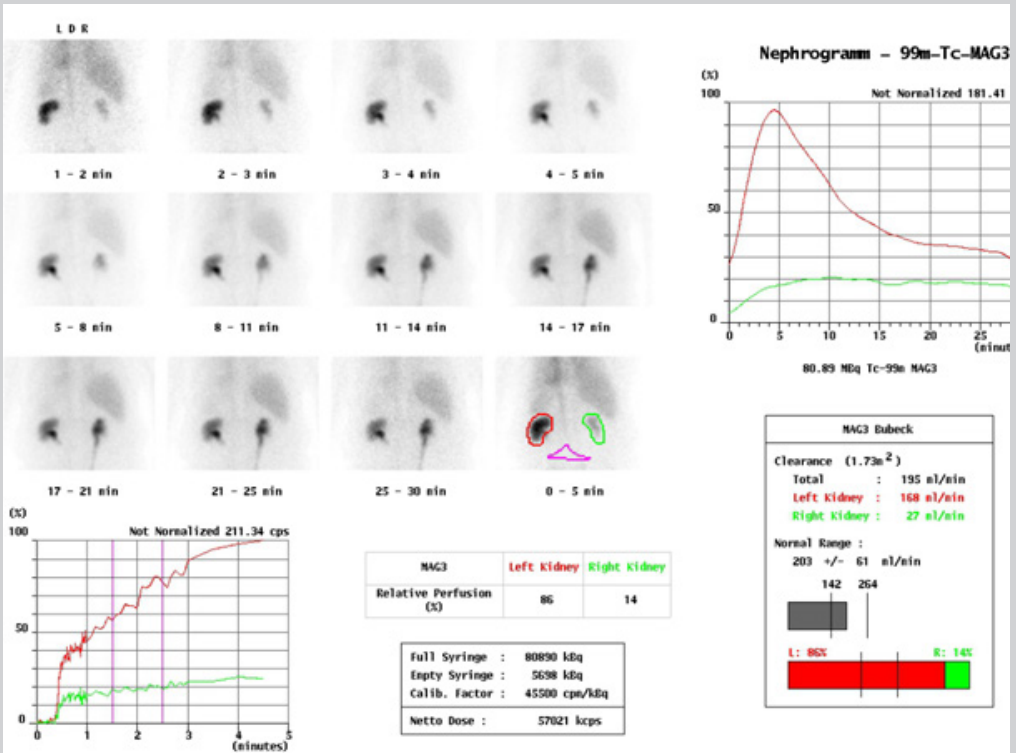 L D R
1 - 2 min
2 - 3 min
3 - 4 min
4 - 5 min
5 - 8 min
8 - 11 min
11 - 14 min
14 - 17 min
17 - 21 min
21 - 25 min
25 - 30 min
0 - 5 min
Nephrogramm - 99m-Tc-MAG3
(%)
Not Normalized 181.41
100
50
0
0 5 10 15 20 25
(minut
80.89 MBq Tc-99m MAG3
(%)
Not Normalized 211.34 cps
100
50
0
0 1 2 3 4 5
(minutes)
MAG3 Left Kidney Right Kidney
Relative Perfusion (%) 86 14
Full Syringe : 80890 kBq
Empty Syringe : 5698 kBq
Calib. Factor : 45500 cpm/kBq
Netto Dose : 57021 kcps
MAG3 Bubeck
Clearance (1.73m²)
Total : 195 ml/min
Left Kidney : 168 ml/min
Right Kidney : 27 ml/min
Normal Range :
203 +/- 61 ml/min
142 264
L: 86% R: 14%